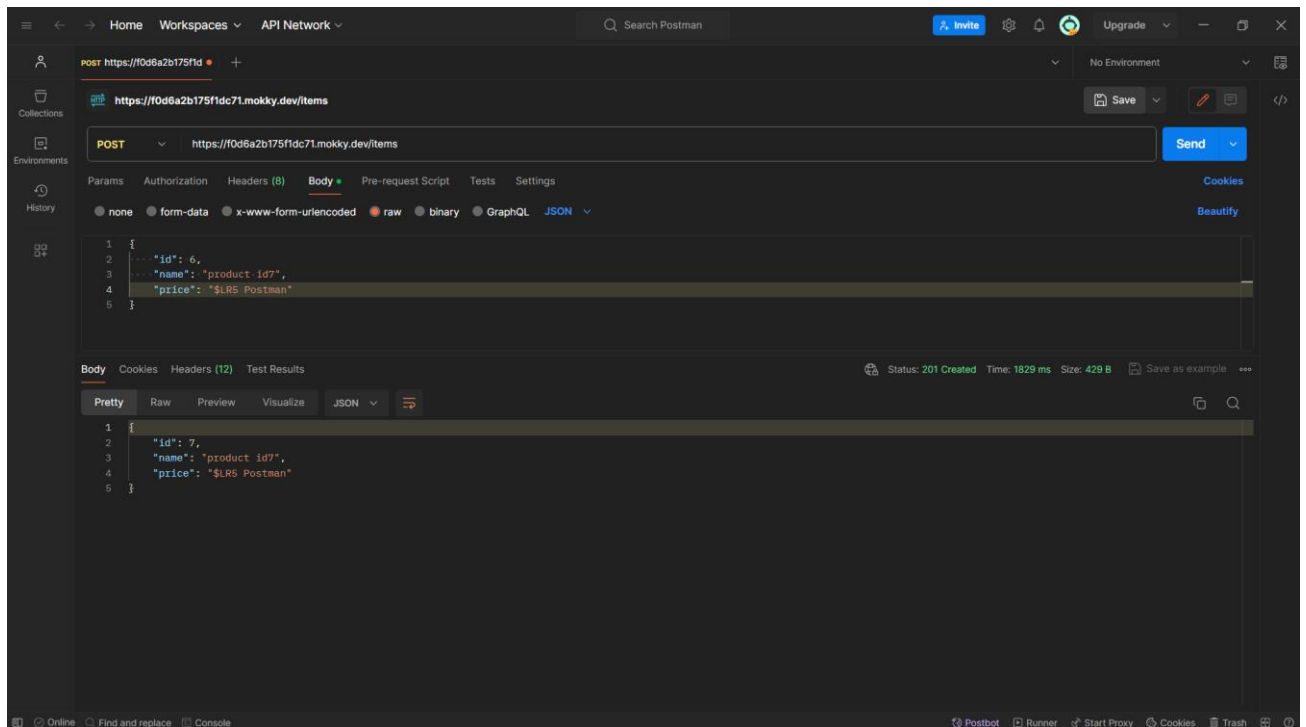 Home Workspaces API Network Search Postman Invite Upgrade
POST https://f0d6a2b175f1d No Environment
https://f0d6a2b175f1dc71.mokky.dev/items Save
Collections
POST https://f0d6a2b175f1dc71.mokky.dev/items Send
Environments
Params Authorization Headers (8) Body Pre-request Script Tests Settings Cookies
History
none form-data x-www-form-urlencoded raw binary GraphQL JSON Beautify
1 {
2 "id": 6,
3 "name": "product id7",
4 "price": "$LR5 Postman"
5 }
Body Cookies Headers (12) Test Results Status: 201 Created Time: 1829 ms Size: 429 B Save as example
Pretty Raw Preview Visualize JSON
1 {
2 "id": 7,
3 "name": "product id7",
4 "price": "$LR5 Postman"
5 }
Online Find and replace Console Postbot Runner Start Proxy Cookies Trash